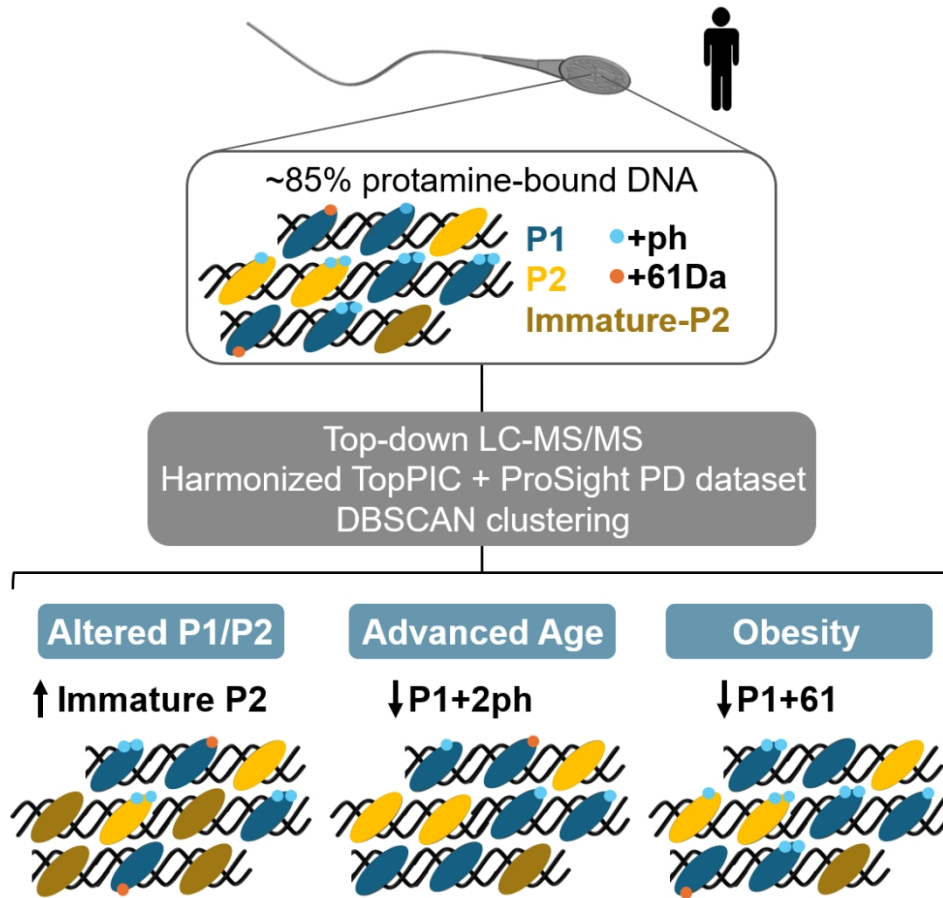 ~85% protamine-bound DNA
P1 +ph
P2 +61Da
Immature-P2
Top-down LC-MS/MS
Harmonized TopPIC + ProSight PD dataset
DBSCAN clustering
Altered P1/P2
↑ Immature P2
Advanced Age
↓P1+2ph
Obesity
↓P1+61